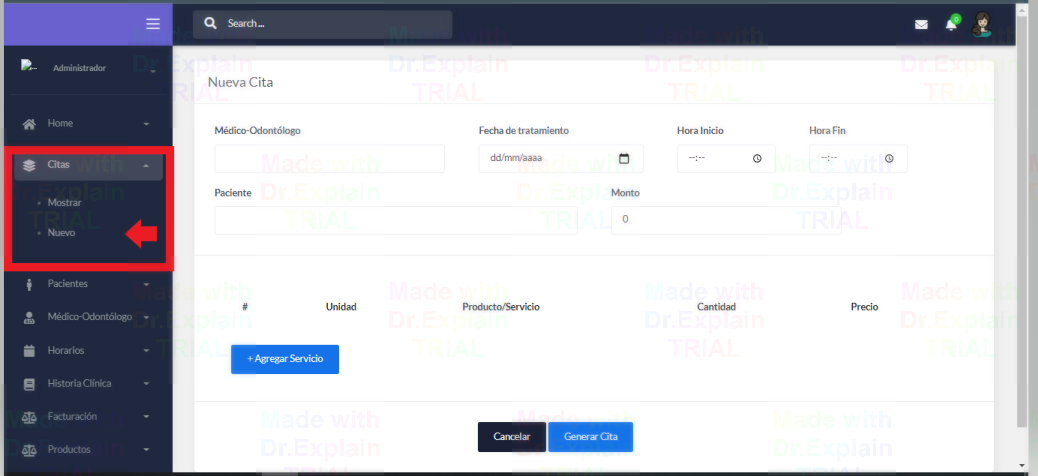 Search...
0
Administrador
Nueva Cita
Home
Médico-Odontólogo
Fecha de tratamiento
Hora Inicio
Hora Fin
Citas
dd/mm/aaaa
--:--
--:--
Mostrar
Paciente
Monto
Nuevo
0
Pacientes
#
Unidad
Producto/Servicio
Cantidad
Precio
Médico-Odontólogo
Horarios
+ Agregar Servicio
Historia Clínica
Facturación
Cancelar
Generar Cita
Productos
Made with
Dr.Explain
TRIAL